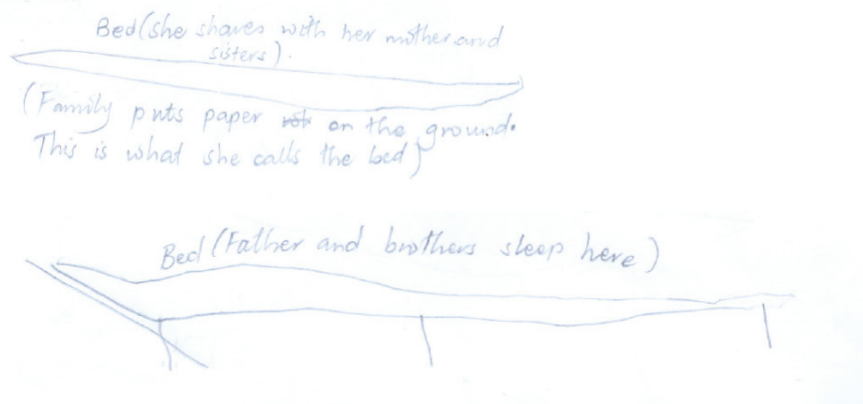 Bed (she shares with her mother and
sisters).
(Family puts paper on the ground.
This is what she calls the bed)
Bed (Father and brothers sleep here)